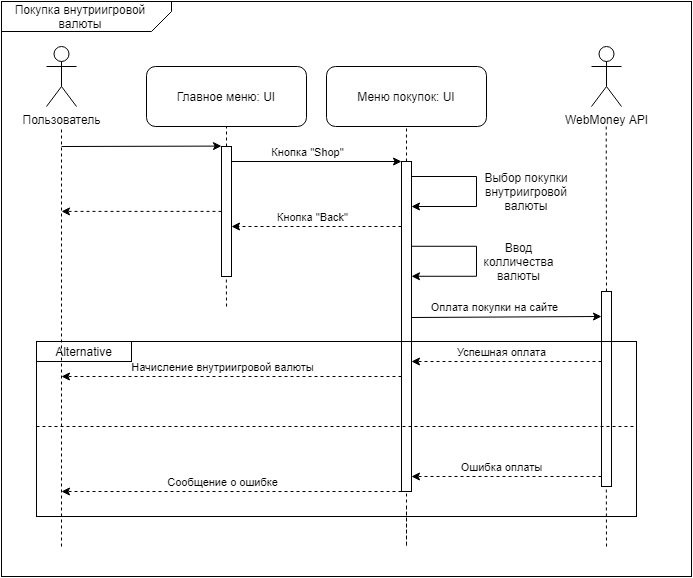 Покупка внутриигровой
валюты
Пользователь
Главное меню: UI
Меню покупок: UI
WebMoney API
Кнопка "Shop"
Выбор покупки
внутриигровой
валюты
Кнопка "Back"
Ввод
колличества
валюты
Оплата покупки на сайте
Alternative
Успешная оплата
Начисление внутриигровой валюты
Ошибка оплаты
Сообщение о ошибке